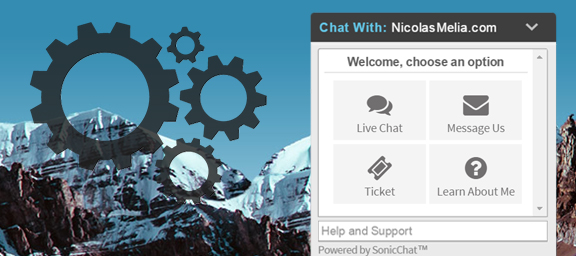 Chat With: NicolasMelia.com
Welcome, choose an option
Live Chat
Message Us
Ticket
Learn About Me
Help and Support
Powered by SonicChat™